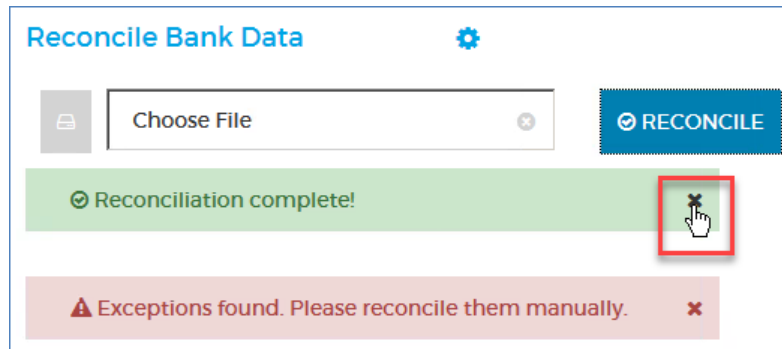 Reconcile Bank Data
Choose File
RECONCILE
Reconciliation complete!
Exceptions found. Please reconcile them manually.